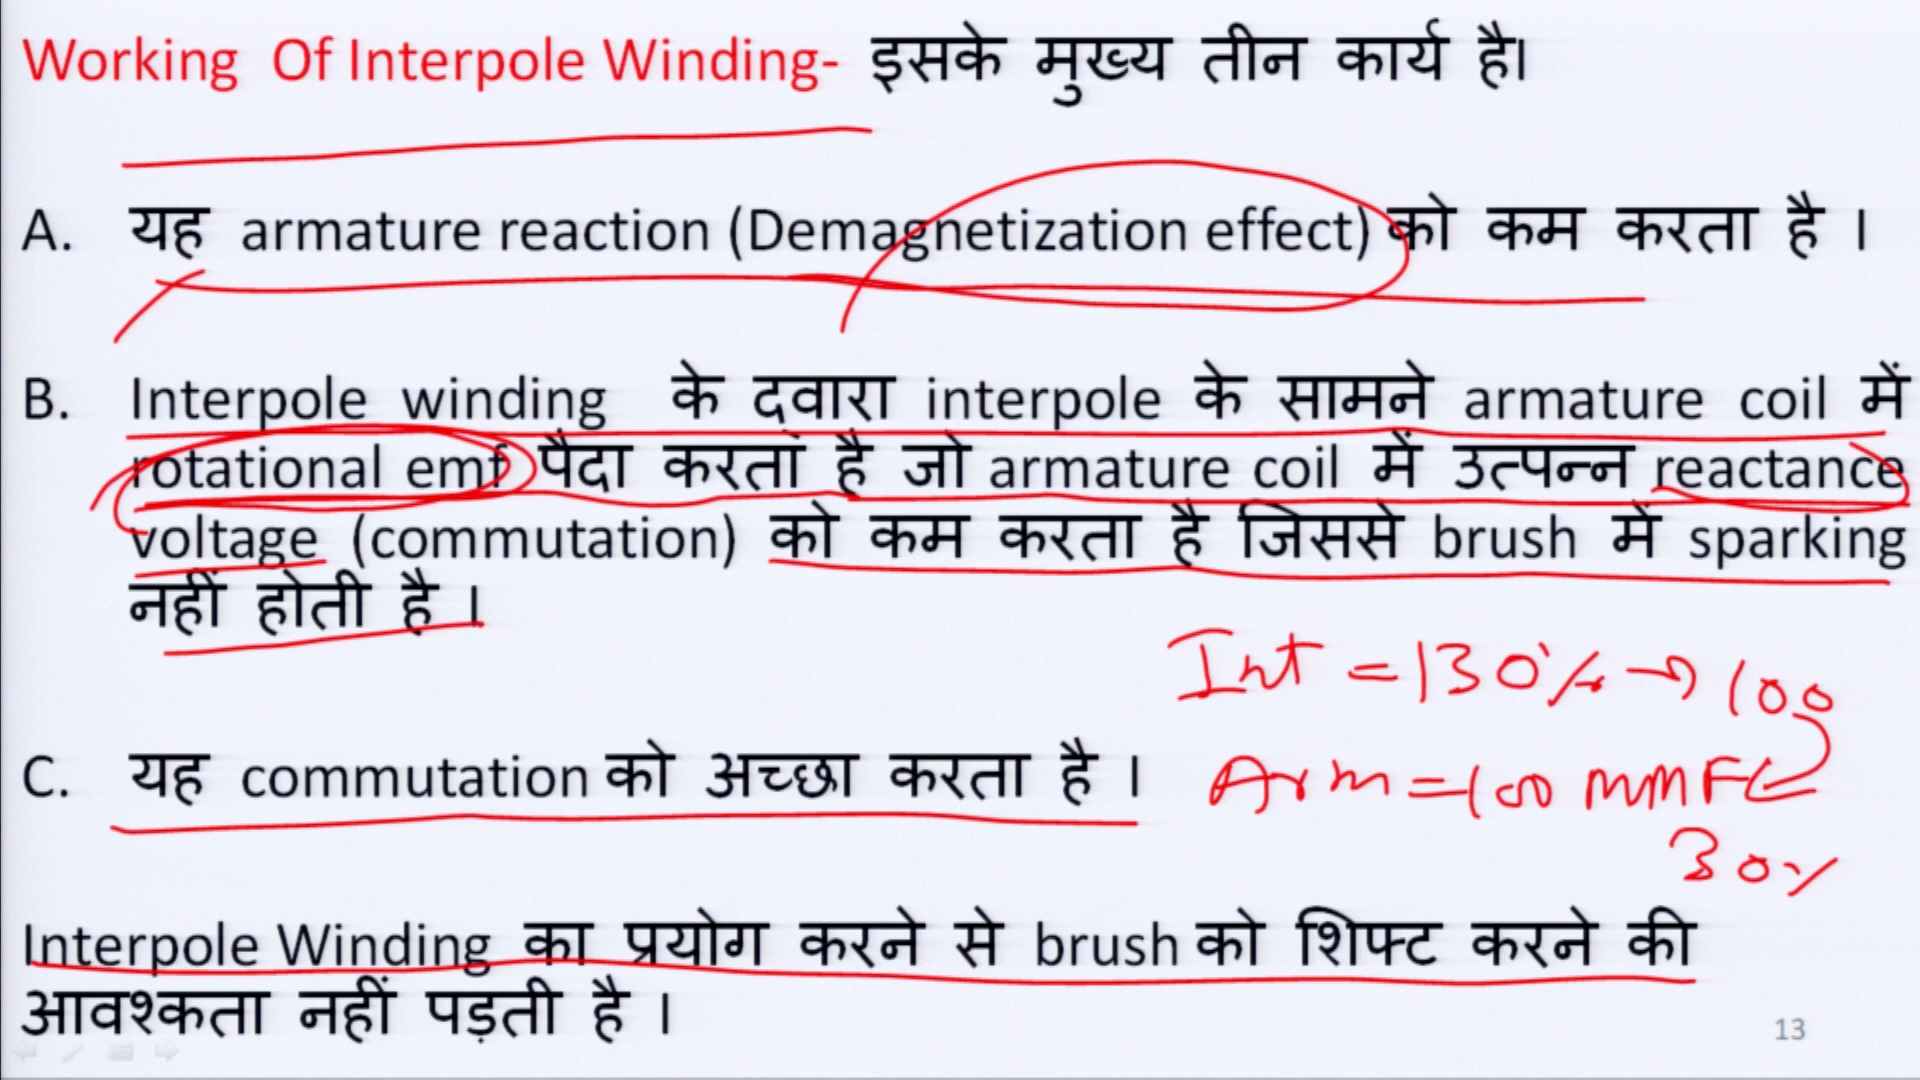 Working Of Interpole Winding- इसके मुख्य तीन कार्य है।
A. यह armature reaction (Demagnetization effect) को कम करता है ।
B. Interpole winding के द्वारा interpole के सामने armature coil में
rotational emf पैदा करता है जो armature coil में उत्पन्न reactance
voltage (commutation) को कम करता है जिससे brush में sparking
नहीं होती है ।
Int = 130% → 100
C. यह commutation को अच्छा करता है ।
Arm = 100 MMF
30%
Interpole Winding का प्रयोग करने से brush को शिफ्ट करने की
आवश्कता नहीं पड़ती है ।
13